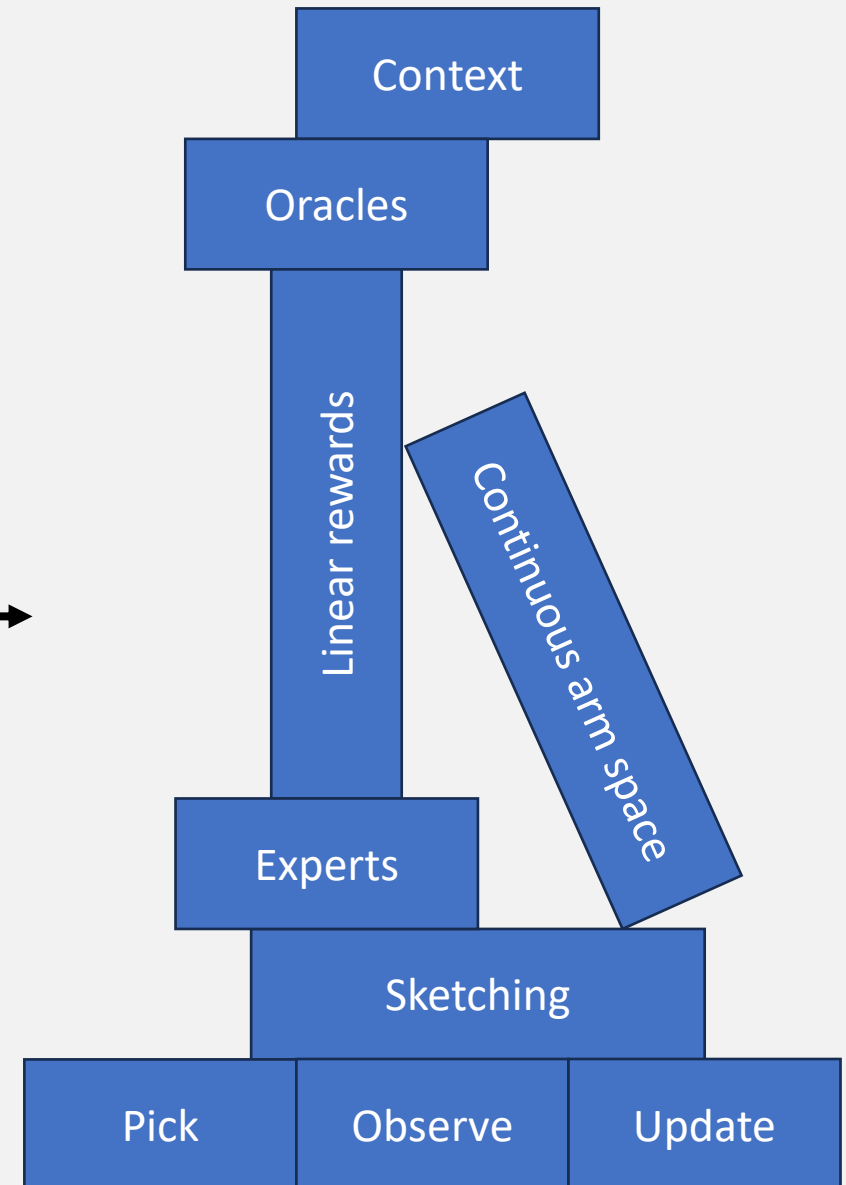 Context
Oracles
Linear rewards
Continuous arm space
Experts
Sketching
Pick
Observe
Update